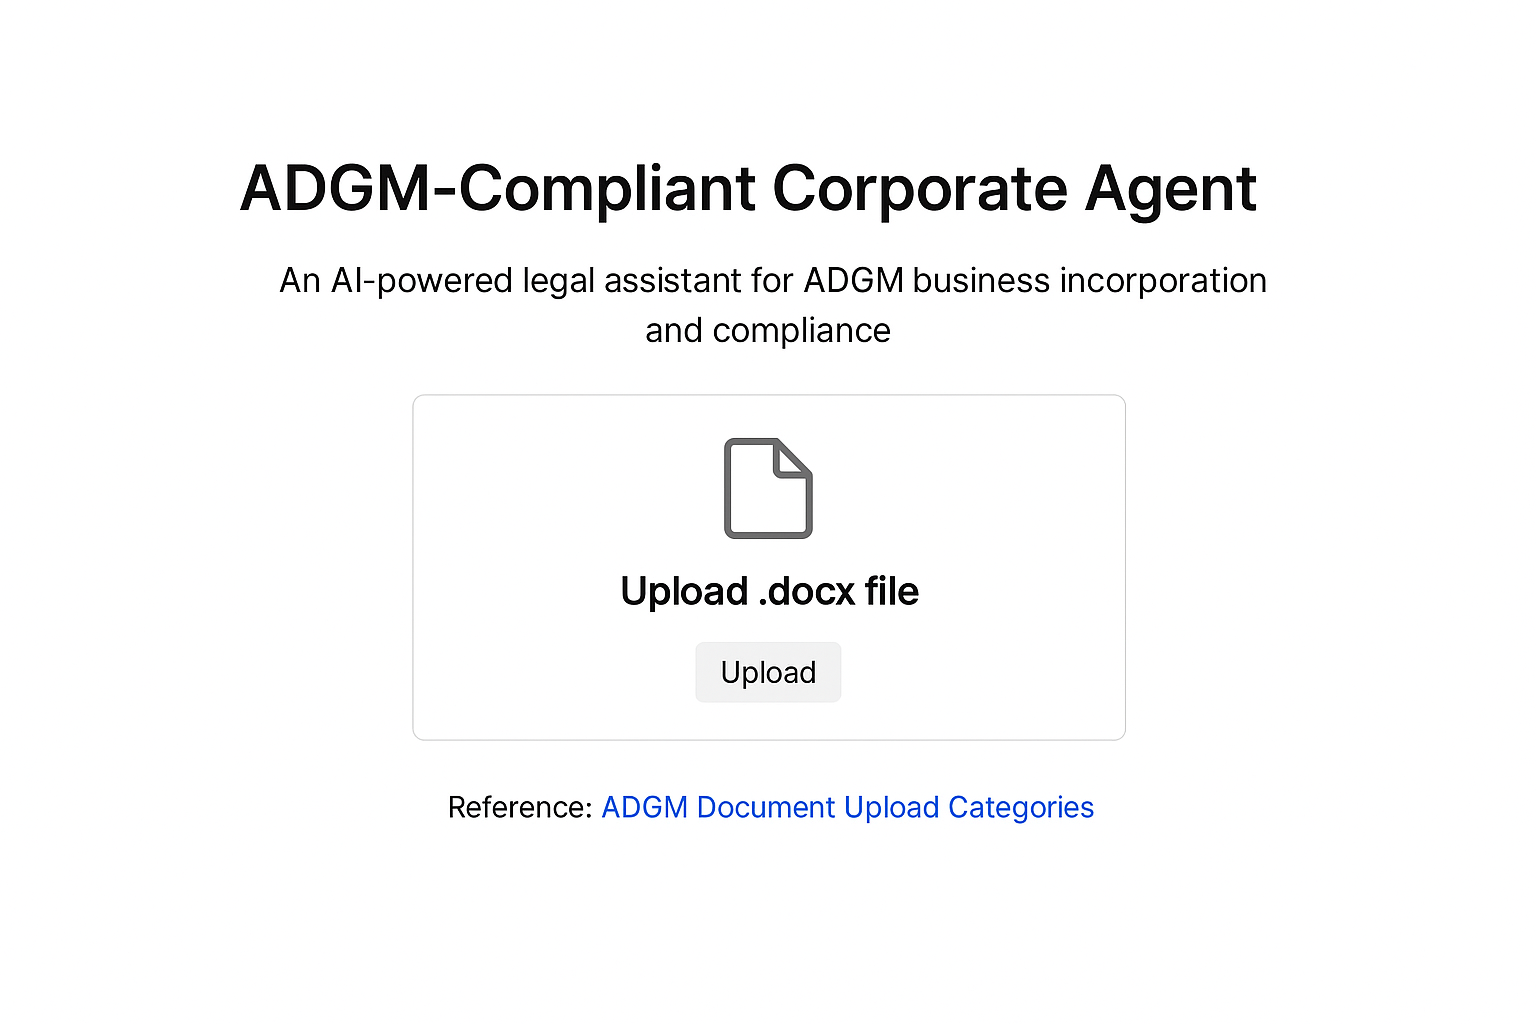 ADGM-Compliant Corporate Agent
An AI-powered legal assistant for ADGM business incorporation
and compliance
Upload .docx file
Upload
Reference: ADGM Document Upload Categories